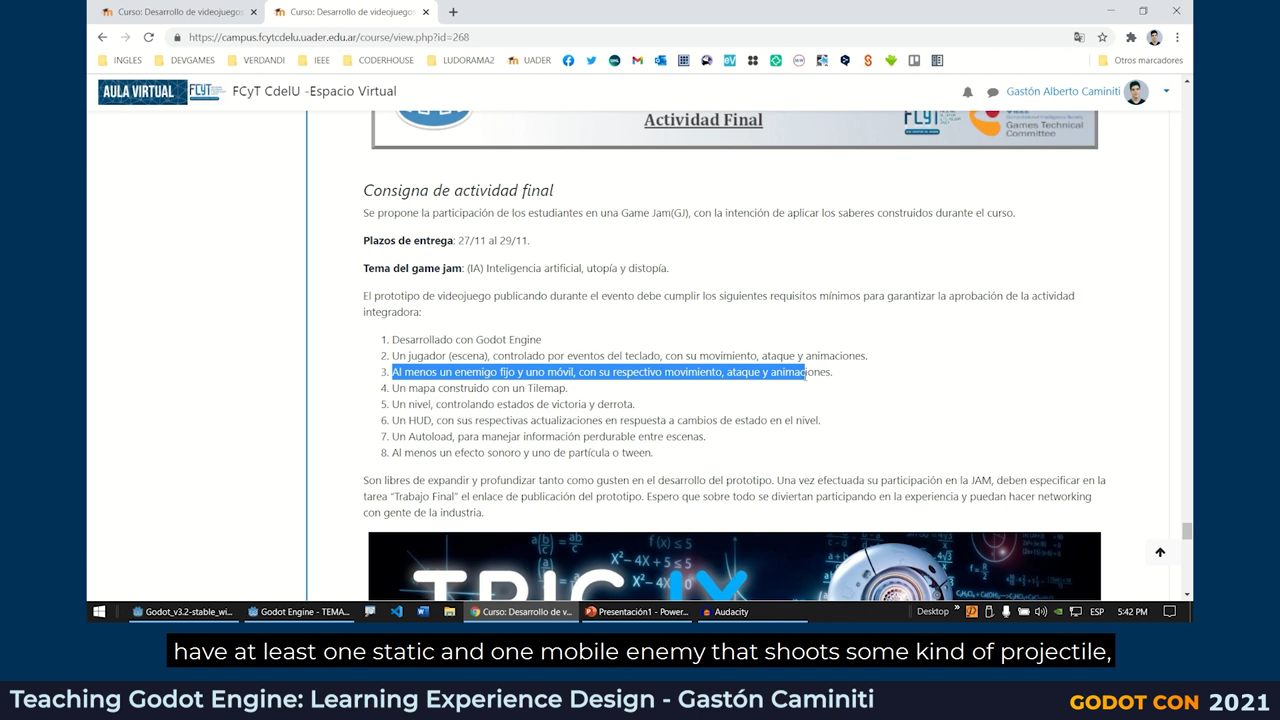 Curso: Desarrollo de videojuegos
Curso: Desarrollo de videojuegos
https://campus.fcytcdelu.uader.edu.ar/course/view.php?id=268
INGLES
DEVGAMES
VERDANDI
IEEE
CODERHOUSE
LUDORAMA2
UADER
Otros marcadores
AULA VIRTUAL
FCyT
FCyT CdelU -Espacio Virtual
Gastón Alberto Caminiti
Actividad Final
FCyT
Games Technical
Committee
Consigna de actividad final
Se propone la participación de los estudiantes en una Game Jam(GJ), con la intención de aplicar los saberes construidos durante el curso.
Plazos de entrega: 27/11 al 29/11.
Tema del game jam: (IA) Inteligencia artificial, utopía y distopía.
El prototipo de videojuego publicando durante el evento debe cumplir los siguientes requisitos mínimos para garantizar la aprobación de la actividad
integradora:
1. Desarrollado con Godot Engine
2. Un jugador (escena), controlado por eventos del teclado, con su movimiento, ataque y animaciones.
3. Al menos un enemigo fijo y uno móvil, con su respectivo movimiento, ataque y animaciones.
4. Un mapa construido con un Tilemap.
5. Un nivel, controlando estados de victoria y derrota.
6. Un HUD, con sus respectivas actualizaciones en respuesta a cambios de estado en el nivel.
7. Un Autoload, para manejar información perdurable entre escenas.
8. Al menos un efecto sonoro y uno de partícula o tween.
Son libres de expandir y profundizar tanto como gusten en el desarrollo del prototipo. Una vez efectuada su participación en la JAM, deben especificar en la
tarea "Trabajo Final" el enlace de publicación del prototipo. Espero que sobre todo se diviertan participando en la experiencia y puedan hacer networking
con gente de la industria.
Godot_v3.2-stable_wi...
Godot Engine - TEMA...
Curso: Desarrollo de v...
Presentación1 - Power...
Audacity
Desktop
ESP
5:42 PM
have at least one static and one mobile enemy that shoots some kind of projectile,
Teaching Godot Engine: Learning Experience Design - Gastón Caminiti
GODOT CON 2021